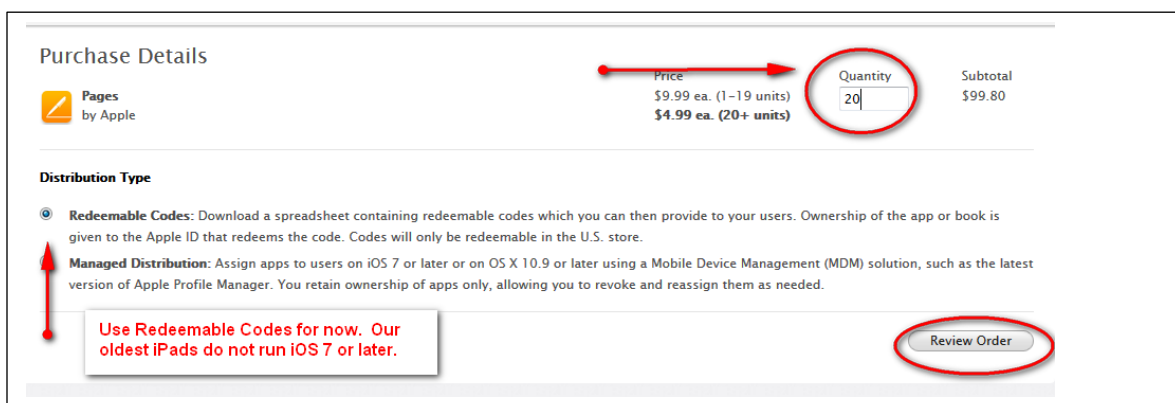 Purchase Details
Price
Quantity
Subtotal
Pages
by Apple
$9.99 ea. (1–19 units)
$4.99 ea. (20+ units)
20
$99.80
Distribution Type
Redeemable Codes: Download a spreadsheet containing redeemable codes which you can then provide to your users. Ownership of the app or book is
given to the Apple ID that redeems the code. Codes will only be redeemable in the U.S. store.
Managed Distribution: Assign apps to users on iOS 7 or later or on OS X 10.9 or later using a Mobile Device Management (MDM) solution, such as the latest
version of Apple Profile Manager. You retain ownership of apps only, allowing you to revoke and reassign them as needed.
Use Redeemable Codes for now. Our
oldest iPads do not run iOS 7 or later.
Review Order